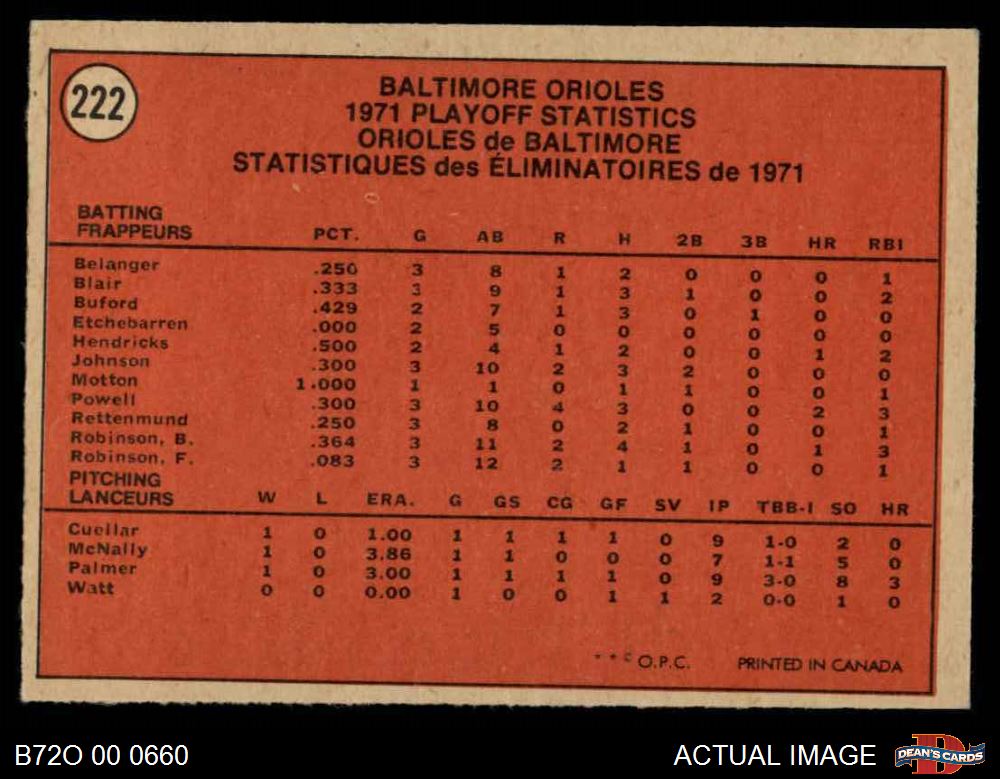 222
BALTIMORE ORIOLES
1971 PLAYOFF STATISTICS
ORIOLES de BALTIMORE
STATISTIQUES des ÉLIMINATOIRES de 1971
BATTING
FRAPPEURS PCT. G AB R H 2B 3B HR RBI
Belanger .250 3 8 1 2 0 0 0 1
Blair .333 3 9 1 3 1 0 0 2
Buford .429 2 7 1 3 0 1 0 0
Etchebarren .000 2 5 0 0 0 0 0 0
Hendricks .500 2 4 1 2 0 0 1 2
Johnson .300 3 10 2 3 2 0 0 0
Motton 1.000 1 1 0 1 1 0 0 1
Powell .300 3 10 4 3 0 0 2 3
Rettenmund .250 3 8 0 2 1 0 0 1
Robinson, B. .364 3 11 2 4 1 0 1 3
Robinson, F. .083 3 12 2 1 1 0 0 1
PITCHING
LANCEURS W L ERA. G GS CG GF SV IP TBB-I SO HR
Cuellar 1 0 1.00 1 1 1 1 0 9 1-0 2 0
McNally 1 0 3.86 1 1 0 0 0 7 1-1 5 0
Palmer 1 0 3.00 1 1 1 1 0 9 3-0 8 3
Watt 0 0 0.00 1 0 0 1 1 2 0-0 1 0
* * © O.P.C. PRINTED IN CANADA
B72O 00 0660 ACTUAL IMAGE DEAN'S CARDS